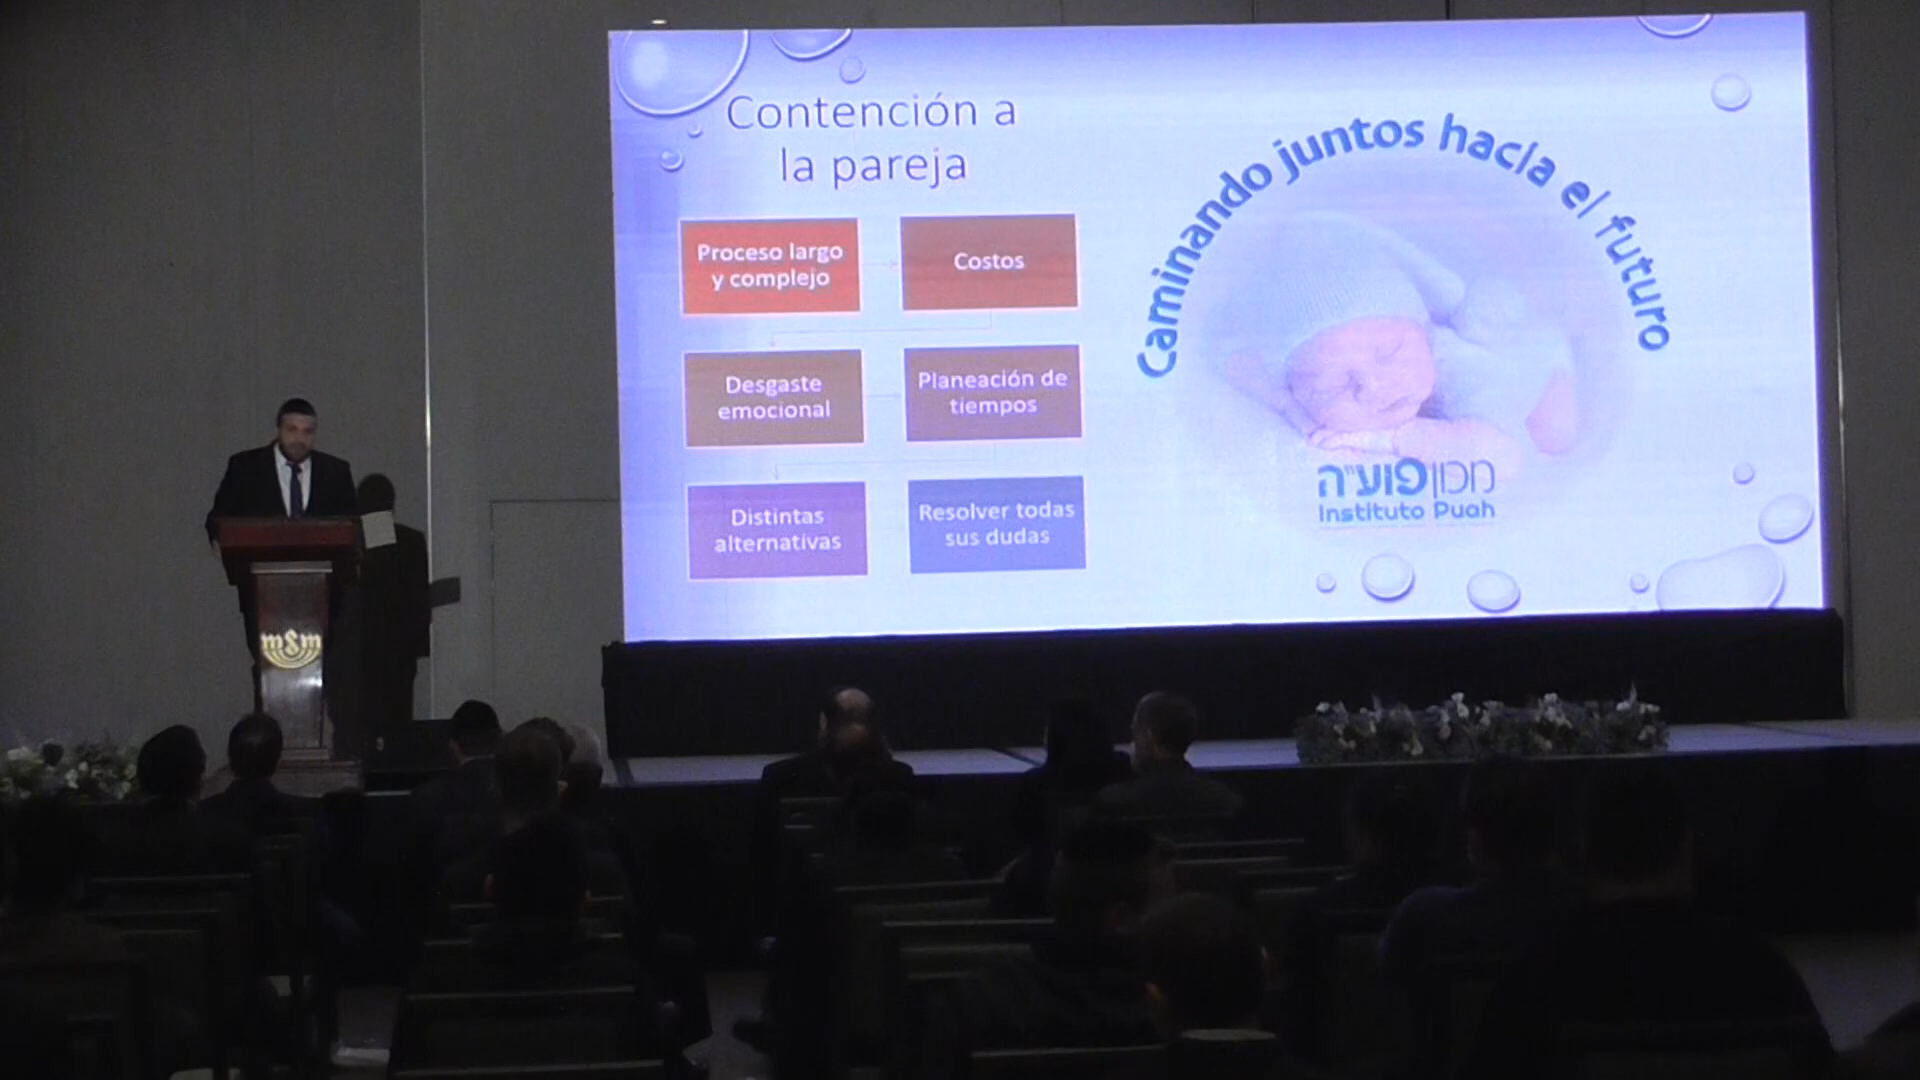 Contención a
la pareja
Proceso largo
y complejo
Costos
Desgaste
emocional
Planeación de
tiempos
Distintas
alternativas
Resolver todas
sus dudas
Caminando juntos hacia el futuro
מכון פוע"ה
Instituto Puah
m&m